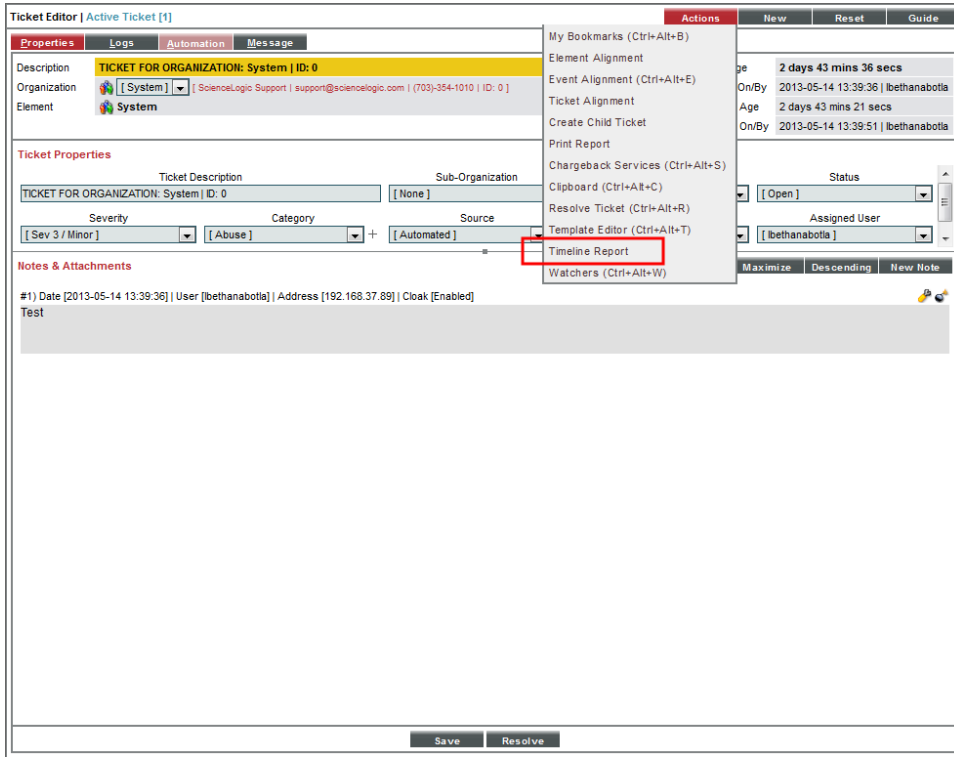 Ticket Editor | Active Ticket [1]
Actions New Reset Guide
Properties Logs Automation Message
Description TICKET FOR ORGANIZATION: System | ID: 0
Organization [ System ] [ ScienceLogic Support | support@sciencelogic.com | (703)-354-1010 | ID: 0 ]
Element System
My Bookmarks (Ctrl+Alt+B)
Element Alignment
Event Alignment (Ctrl+Alt+E)
Ticket Alignment
Create Child Ticket
Print Report
Chargeback Services (Ctrl+Alt+S)
Clipboard (Ctrl+Alt+C)
Resolve Ticket (Ctrl+Alt+R)
Template Editor (Ctrl+Alt+T)
Timeline Report
Watchers (Ctrl+Alt+W)
2 days 43 mins 36 secs
On/By 2013-05-14 13:39:36 | lbethanabotla
Age 2 days 43 mins 21 secs
On/By 2013-05-14 13:39:51 | lbethanabotla
Ticket Properties
Ticket Description Sub-Organization Status
TICKET FOR ORGANIZATION: System | ID: 0 [ None ] [ Open ]
Severity Category Source Assigned User
[ Sev 3 / Minor ] [ Abuse ] + [ Automated ] [ lbethanabotla ]
Notes & Attachments
Maximize Descending New Note
#1) Date [2013-05-14 13:39:36] | User [lbethanabotla] | Address [192.168.37.89] | Cloak [Enabled]
Test
Save Resolve